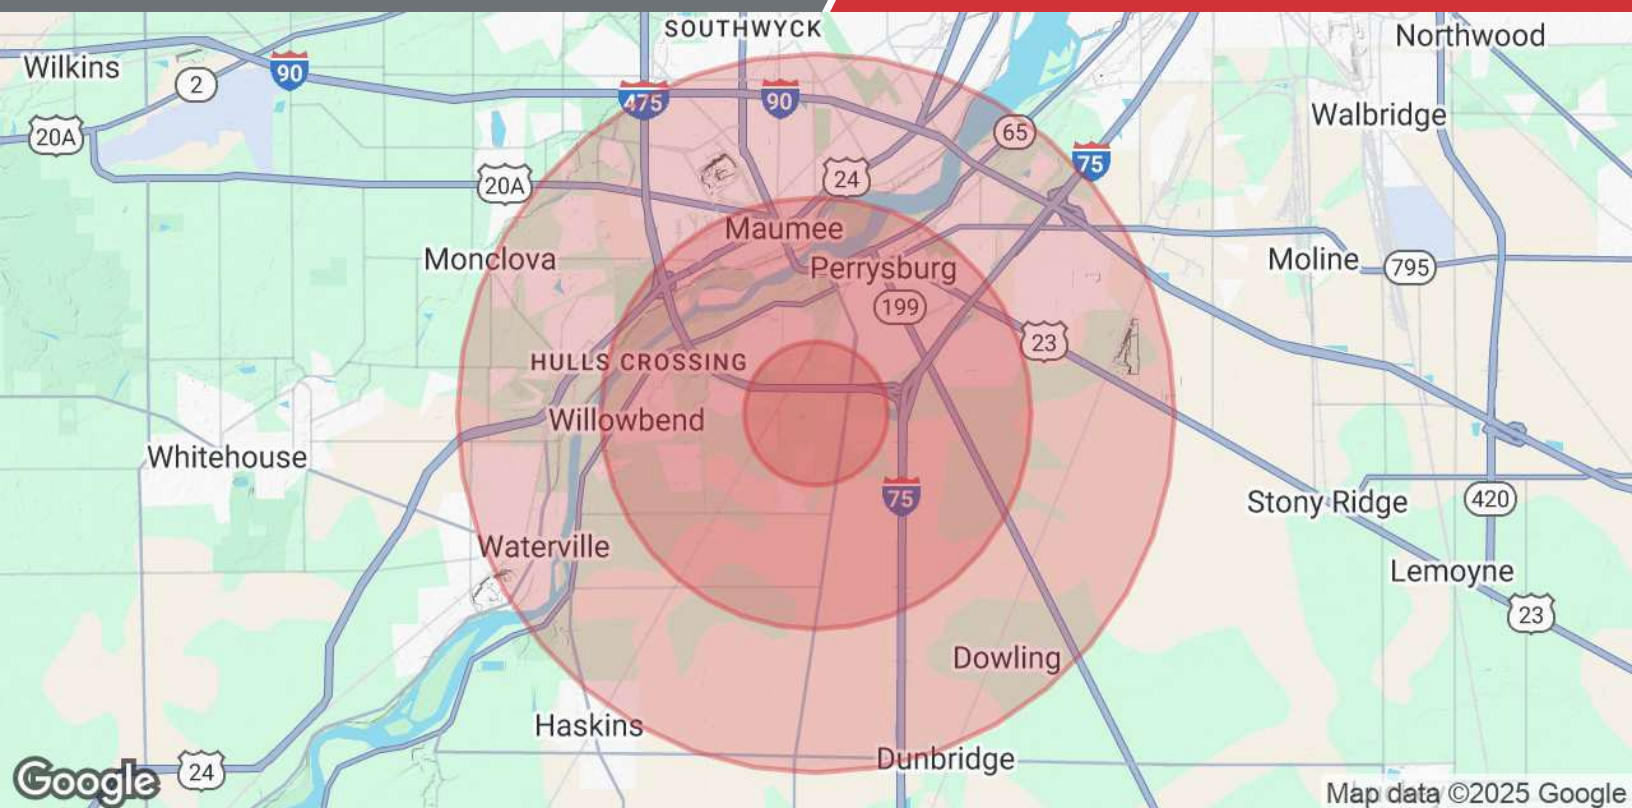 SOUTHWYCK
Northwood
Wilkins
90
2
475
90
Walbridge
20A
65
75
20A
24
Maumee
Monclova
Perrysburg
Moline
795
199
23
HULLS CROSSING
Willowbend
Whitehouse
75
Stony Ridge
420
Waterville
Lemoyne
23
Dowling
Haskins
Dunbridge
24
Google
Map data ©2025 Google